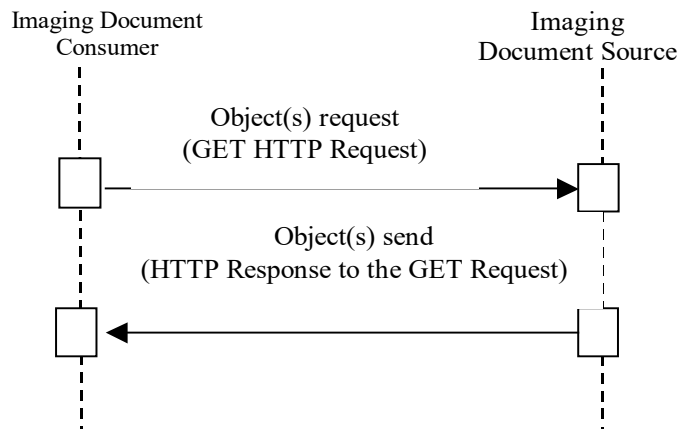 Imaging Document
Consumer
Imaging
Document Source
Object(s) request
(GET HTTP Request)
Object(s) send
(HTTP Response to the GET Request)